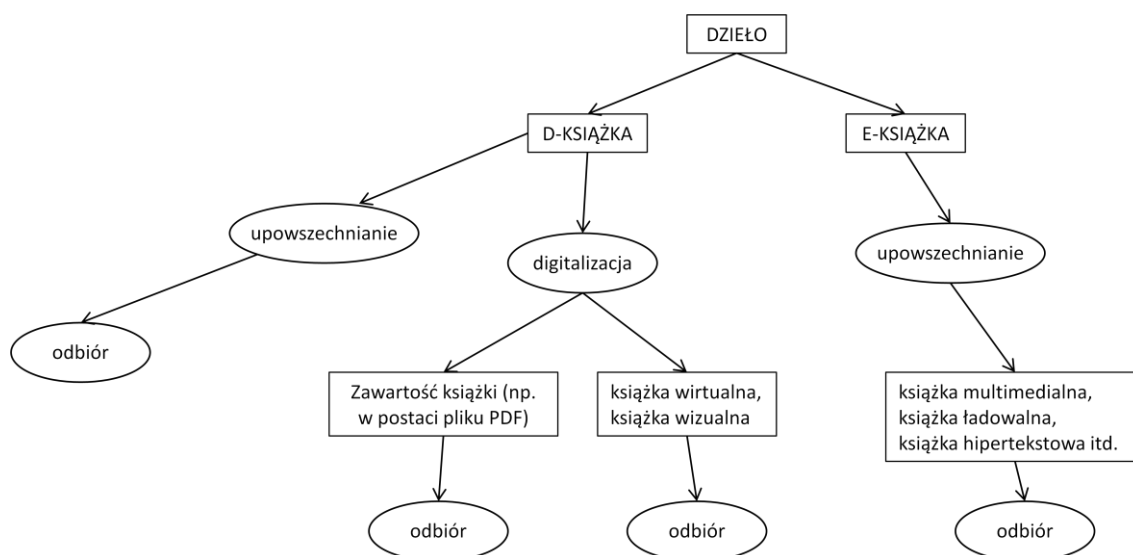 DZIEŁO
D-KSIĄŻKA
E-KSIĄŻKA
upowszechnianie
digitalizacja
upowszechnianie
odbiór
Zawartość książki (np.
w postaci pliku PDF)
książka wirtualna,
książka wizualna
książka multimedialna,
książka ładowalna,
książka hipertekstowa itd.
odbiór
odbiór
odbiór